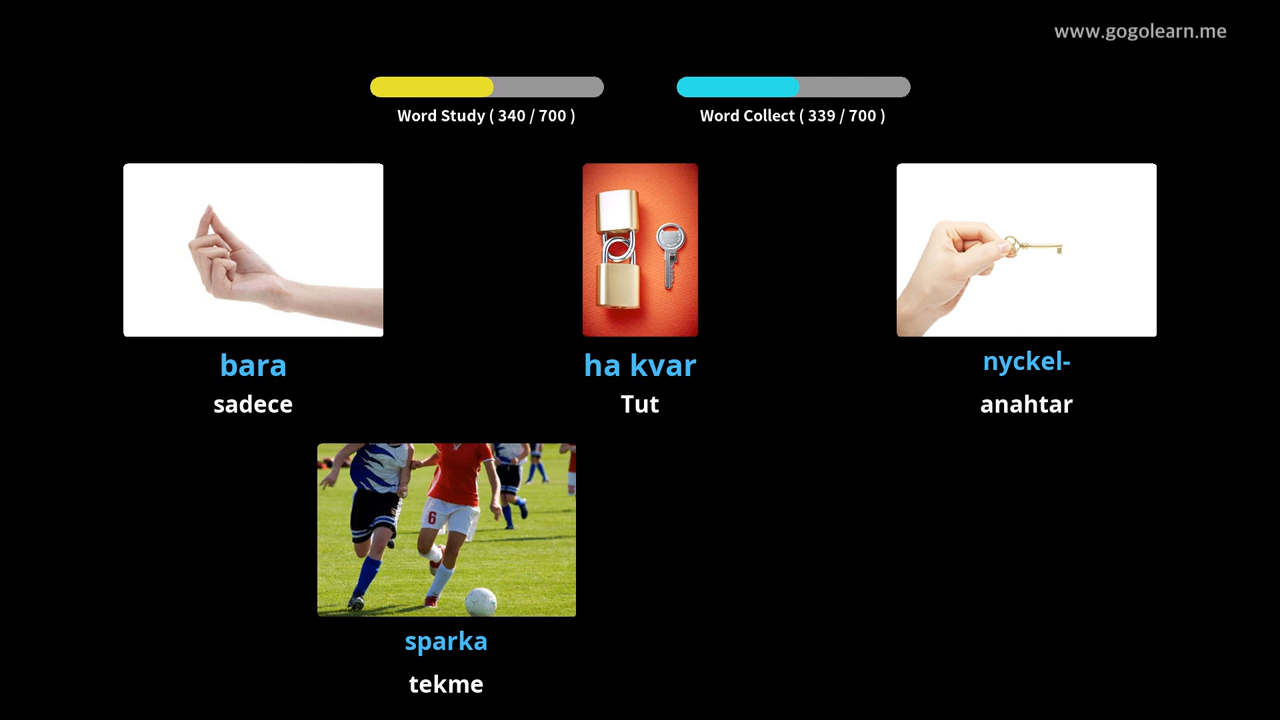 www.gogolearn.me
Word Study ( 340 / 700 )
Word Collect ( 339 / 700 )
bara
sadece
ha kvar
Tut
nyckel-
anahtar
6
sparka
tekme